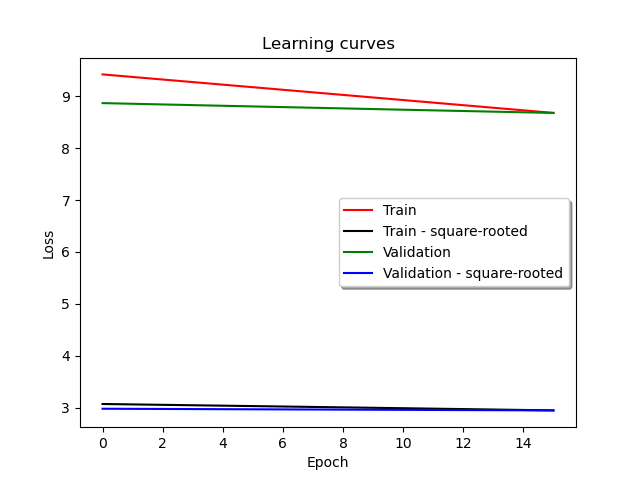 Learning curves
9
8
7
6
5
4
3
Loss
Train
Train - square-rooted
Validation
Validation - square-rooted
0 2 4 6 8 10 12 14
Epoch